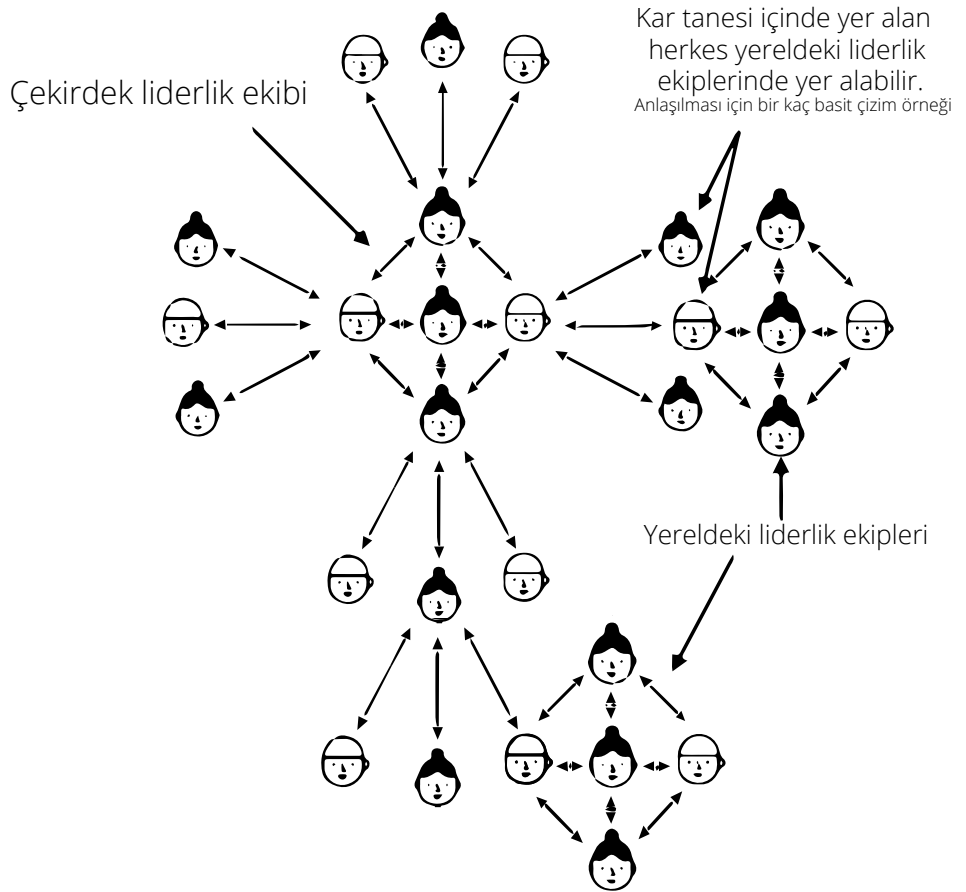 Çekirdek liderlik ekibi
Kar tanesi içinde yer alan
herkes yereldeki liderlik
ekiplerinde yer alabilir.
Anlaşılması için bir kaç basit çizim örneği
Yereldeki liderlik ekipleri